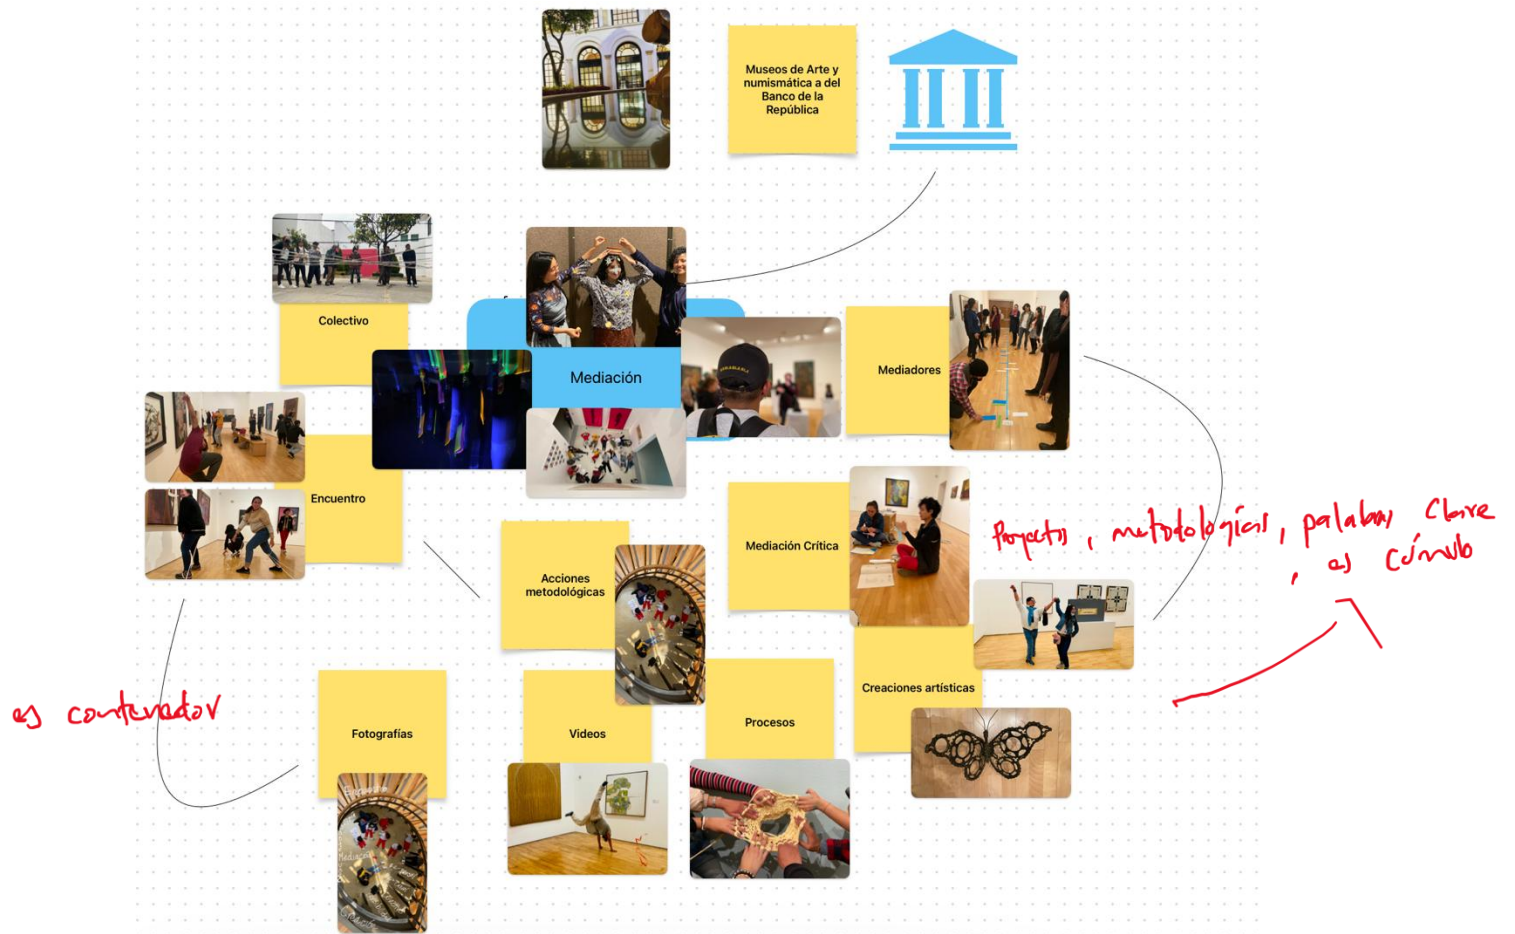 Museos de Arte y
numismática a del
Banco de la
República
Colectivo
Mediación
Mediadores
Encuentro
Mediación Crítica
Proyectos, metodologías, palabras clave
, es cúmulo
Acciones
metodológicas
Creaciones artísticas
es contenedor
Fotografías
Videos
Procesos
Encuentro